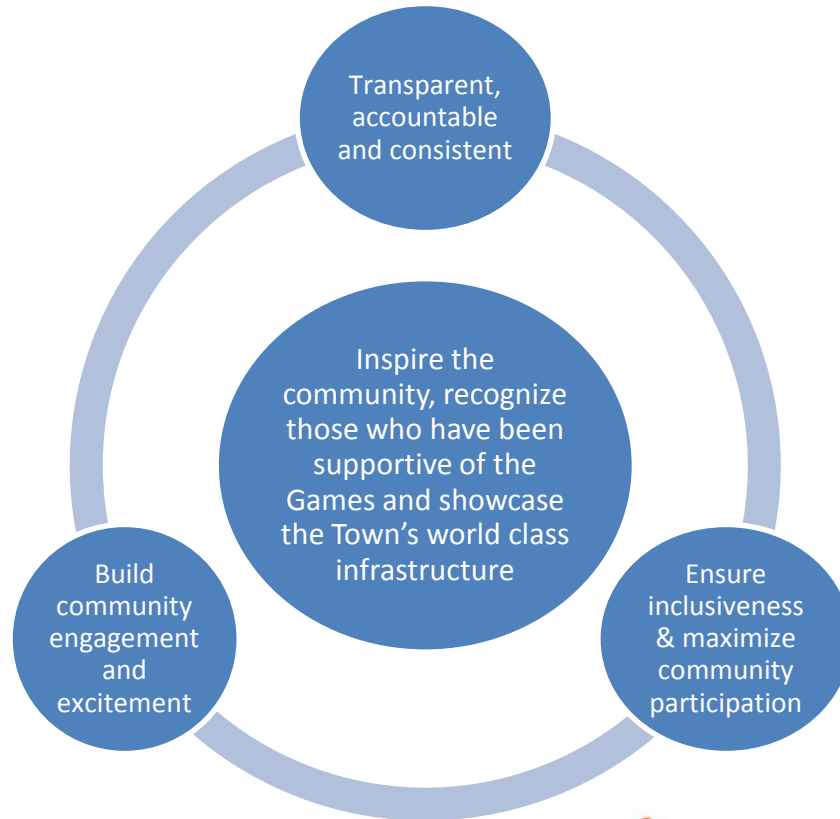 Transparent,
accountable
and consistent
Inspire the
community, recognize
those who have been
supportive of the
Games and showcase
the Town’s world class
infrastructure
Build
community
engagement
and
excitement
Ensure
inclusiveness
& maximize
community
participation